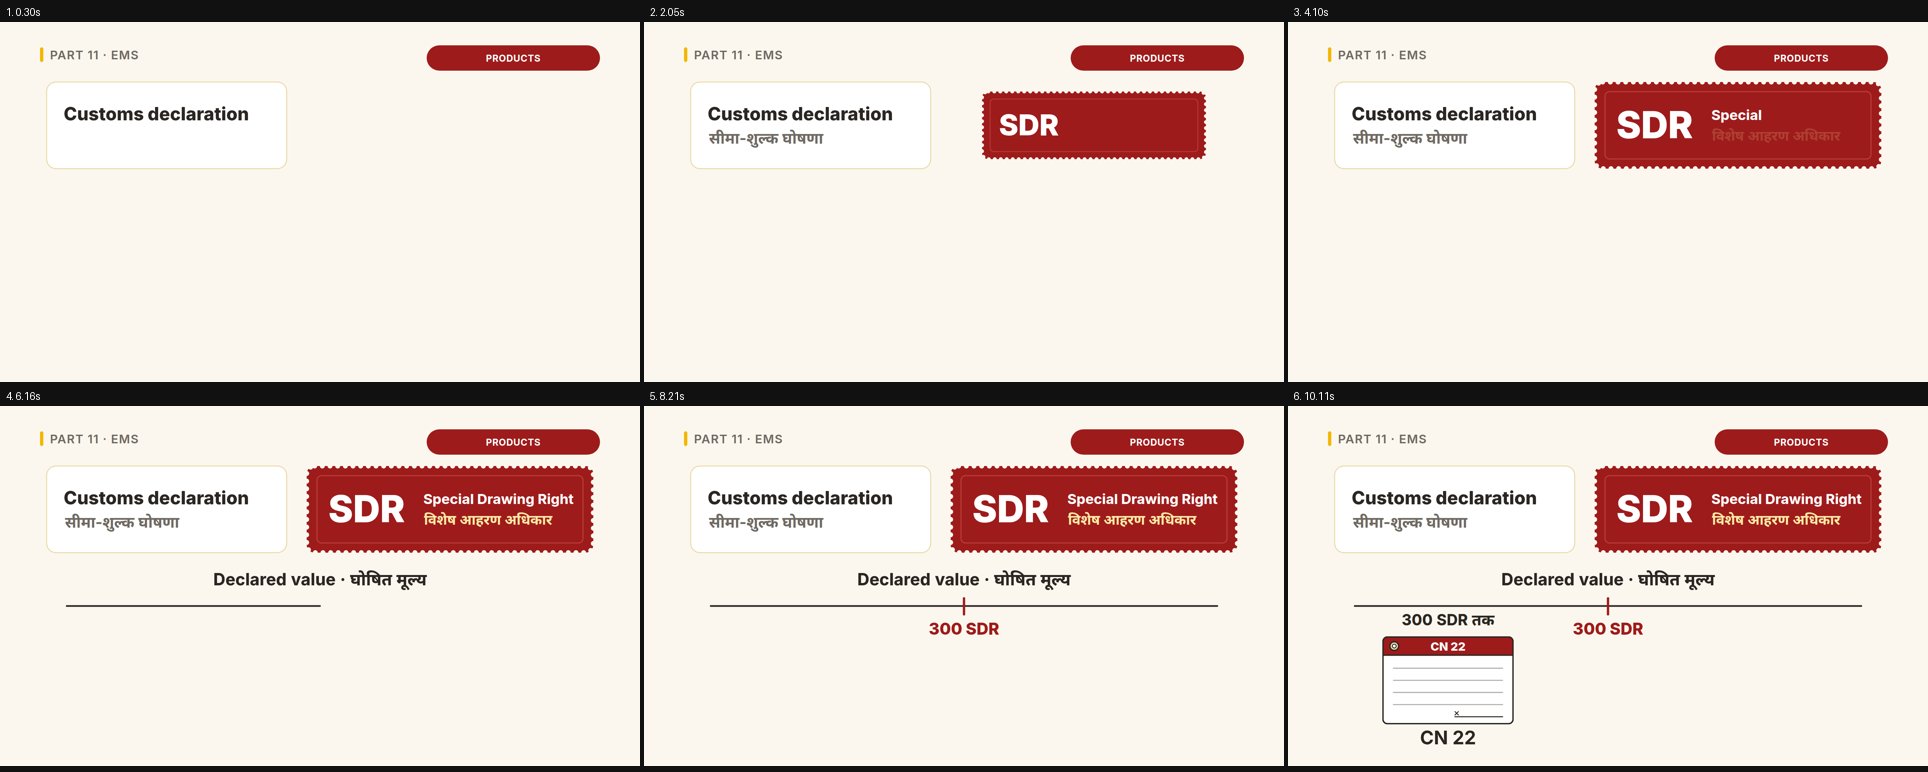 1. 0.30s
PART 11 · EMS
PRODUCTS
Customs declaration
2. 2.05s
PART 11 · EMS
PRODUCTS
Customs declaration
सीमा-शुल्क घोषणा
SDR
3. 4.10s
PART 11 · EMS
PRODUCTS
Customs declaration
सीमा-शुल्क घोषणा
SDR
Special
विशेष आहरण अधिकार
4. 6.16s
PART 11 · EMS
PRODUCTS
Customs declaration
सीमा-शुल्क घोषणा
SDR
Special Drawing Right
विशेष आहरण अधिकार
Declared value · घोषित मूल्य
5. 8.21s
PART 11 · EMS
PRODUCTS
Customs declaration
सीमा-शुल्क घोषणा
SDR
Special Drawing Right
विशेष आहरण अधिकार
Declared value · घोषित मूल्य
300 SDR
6. 10.11s
PART 11 · EMS
PRODUCTS
Customs declaration
सीमा-शुल्क घोषणा
SDR
Special Drawing Right
विशेष आहरण अधिकार
Declared value · घोषित मूल्य
300 SDR तक
300 SDR
CN 22
×
CN 22